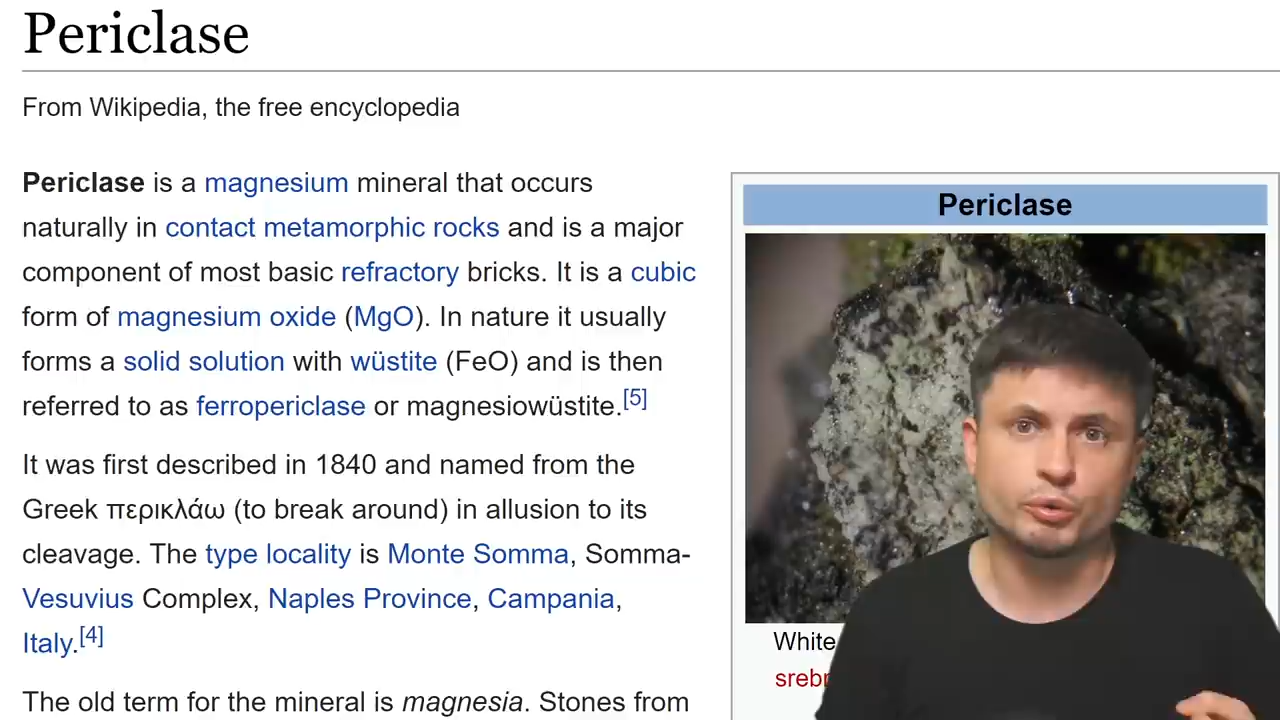 Periclase
From Wikipedia, the free encyclopedia
Periclase is a magnesium mineral that occurs
naturally in contact metamorphic rocks and is a major
component of most basic refractory bricks. It is a cubic
form of magnesium oxide (MgO). In nature it usually
forms a solid solution with wüstite (FeO) and is then
referred to as ferropericlase or magnesiowüstite.[5]
It was first described in 1840 and named from the
Greek περικλάω (to break around) in allusion to its
cleavage. The type locality is Monte Somma, Somma-
Vesuvius Complex, Naples Province, Campania,
Italy.[4]
The old term for the mineral is magnesia. Stones from
Periclase
White